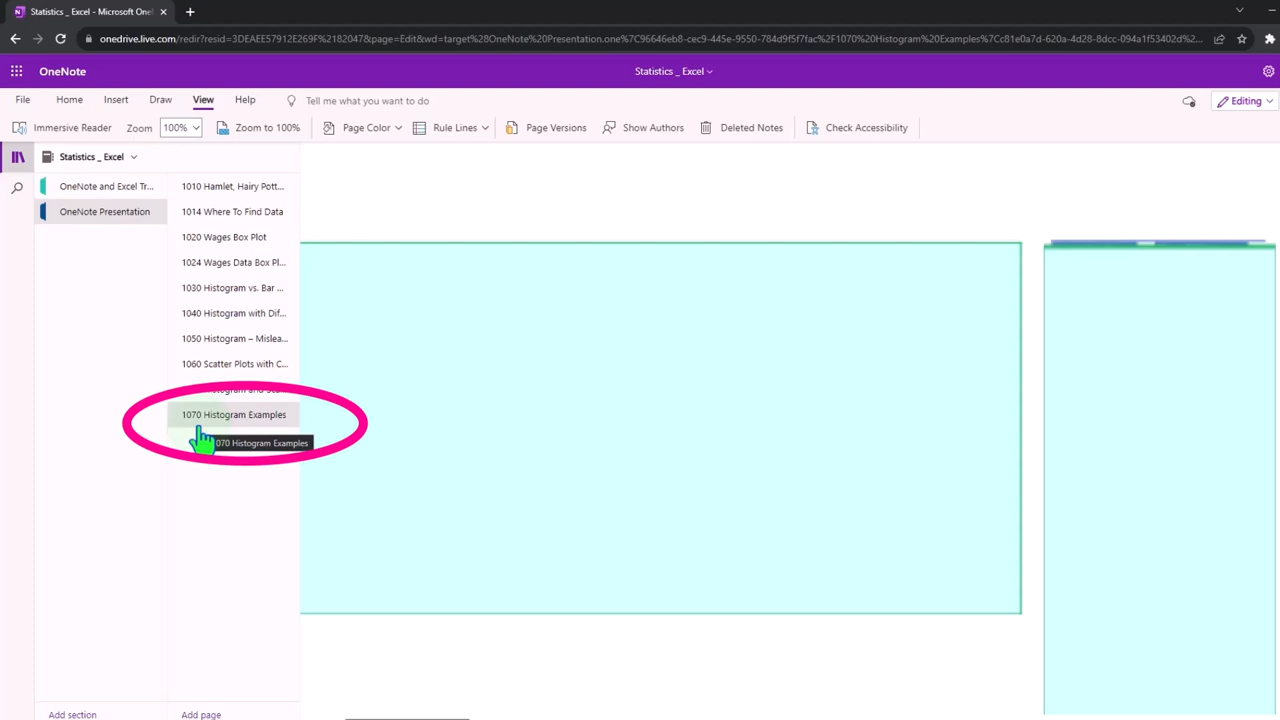 Statistics _ Excel - Microsoft One
onedrive.live.com/redir?resid=3DEAEE57912E269F%182047&page=Edit&wd=target%28OneNote%20Presentation.one%7C96646eb8-cec9-445e-9550-784d9f5f7fac%2F1070%20Histogram%20Examples%7Cc81e0a7d-620a-4d28-8dcc-094a1f53402d%2...
OneNote
Statistics _ Excel
File Home Insert Draw View Help Tell me what you want to do Editing
Immersive Reader Zoom 100% Zoom to 100% Page Color Rule Lines Page Versions Show Authors Deleted Notes Check Accessibility
Statistics _ Excel
OneNote and Excel Tr...
OneNote Presentation
1010 Hamlet, Hairy Pott...
1014 Where To Find Data
1020 Wages Box Plot
1024 Wages Data Box Pl...
1030 Histogram vs. Bar ...
1040 Histogram with Dif...
1050 Histogram – Mislea...
1060 Scatter Plots with C...
1070 Histogram Examples
070 Histogram Examples
Add section
Add page